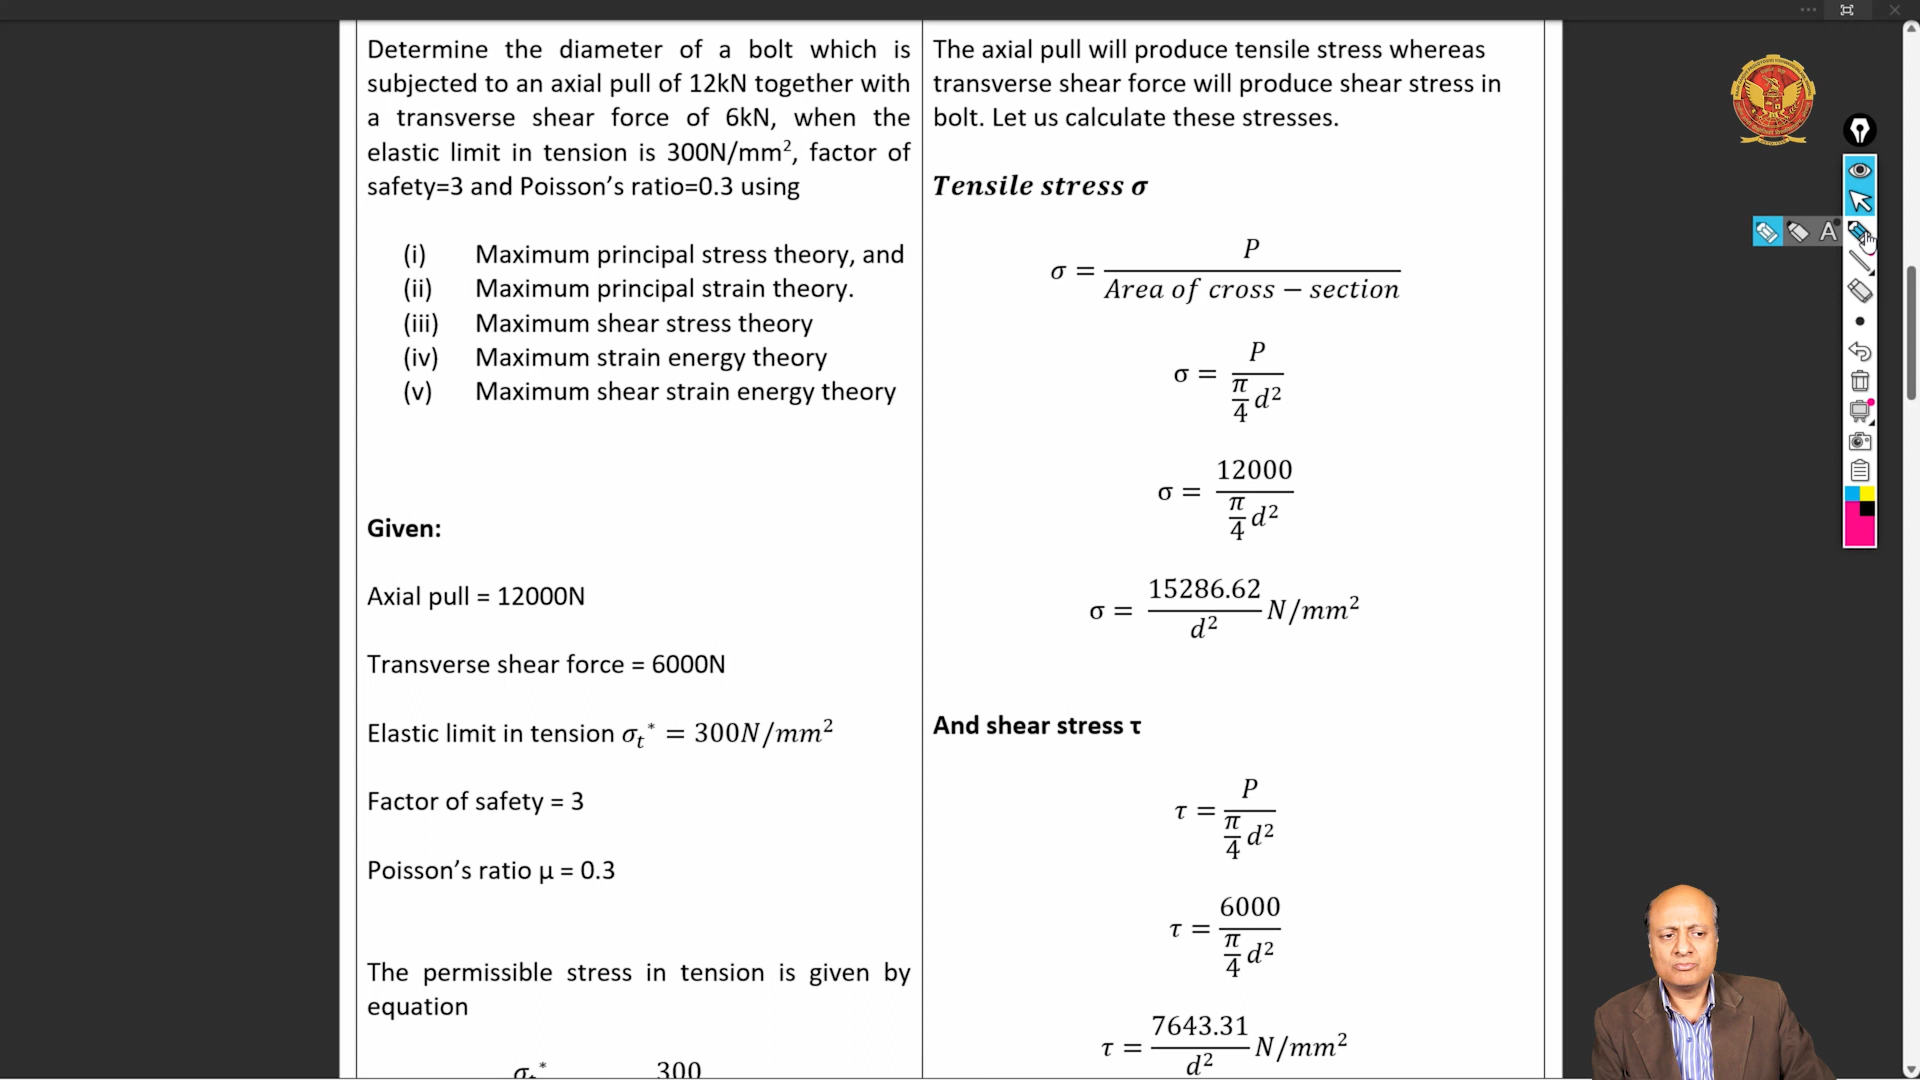 Determine the diameter of a bolt which is
subjected to an axial pull of 12kN together with
a transverse shear force of 6kN, when the
elastic limit in tension is 300N/mm², factor of
safety=3 and Poisson’s ratio=0.3 using
(i) Maximum principal stress theory, and
(ii) Maximum principal strain theory.
(iii) Maximum shear stress theory
(iv) Maximum strain energy theory
(v) Maximum shear strain energy theory
Given:
Axial pull = 12000N
Transverse shear force = 6000N
Elastic limit in tension σₜ* = 300N/mm²
Factor of safety = 3
Poisson’s ratio μ = 0.3
The permissible stress in tension is given by
equation
σₜ* 300
The axial pull will produce tensile stress whereas
transverse shear force will produce shear stress in
bolt. Let us calculate these stresses.
Tensile stress σ
P
σ =
Area of cross − section
P
σ =
π/4 d²
12000
σ =
π/4 d²
15286.62
σ = N/mm²
d²
And shear stress τ
P
τ =
π/4 d²
6000
τ =
π/4 d²
7643.31
τ = N/mm²
d²
A